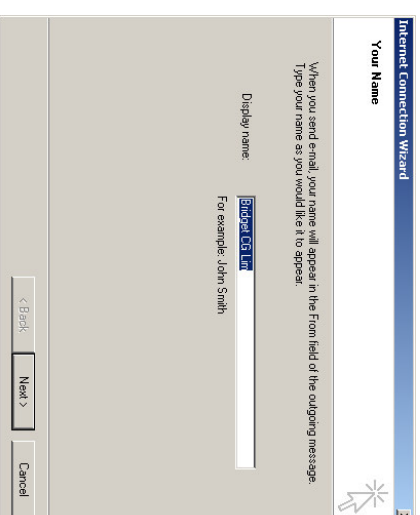 Internet Connection Wizard
Your Name
When you send e-mail, your name will appear in the From field of the outgoing message.
Type your name as you would like it to appear.
Display name:
Bridget CG Lim
For example: John Smith
< Back
Next >
Cancel